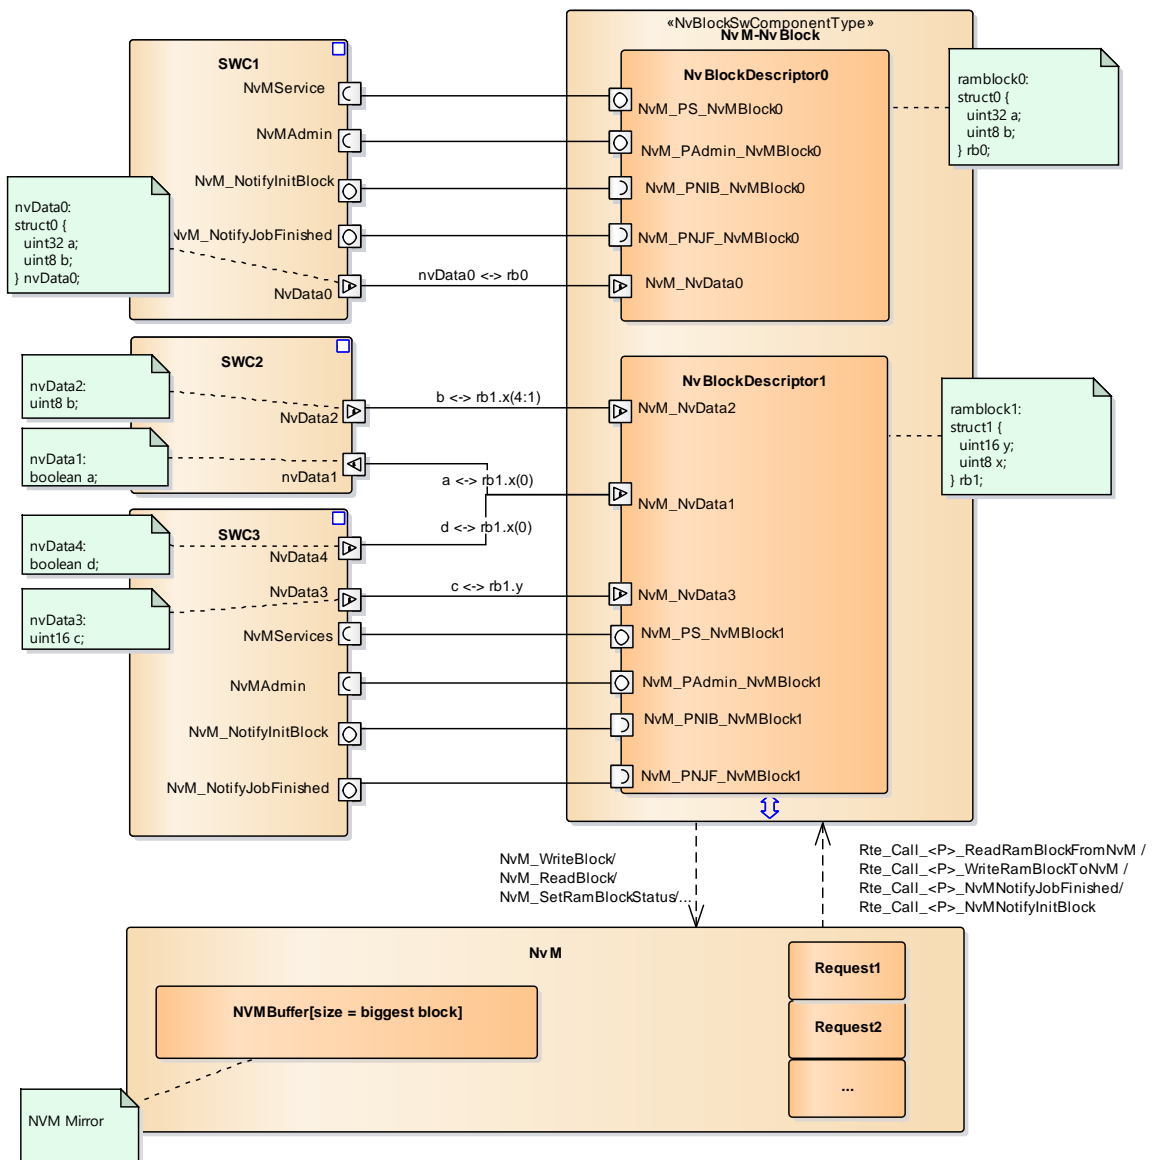 «NvBlockSwComponentType»
NvM-NvBlock
SWC1
NvMService
NvMAdmin
NvM_NotifyInitBlock
NvM_NotifyJobFinished
NvData0
nvData0:
struct0 {
uint32 a;
uint8 b;
} nvData0;
nvData0 <-> rb0
NvBlockDescriptor0
NvM_PS_NvMBlock0
NvM_PAdmin_NvMBlock0
NvM_PNIB_NvMBlock0
NvM_PNJF_NvMBlock0
NvM_NvData0
ramblock0:
struct0 {
uint32 a;
uint8 b;
} rb0;
SWC2
NvData2
nvData1
nvData2:
uint8 b;
nvData1:
boolean a;
b <-> rb1.x(4:1)
a <-> rb1.x(0)
d <-> rb1.x(0)
c <-> rb1.y
SWC3
NvData4
NvData3
NvMServices
NvMAdmin
NvM_NotifyInitBlock
NvM_NotifyJobFinished
nvData4:
boolean d;
nvData3:
uint16 c;
NvBlockDescriptor1
NvM_NvData2
NvM_NvData1
NvM_NvData3
NvM_PS_NvMBlock1
NvM_PAdmin_NvMBlock1
NvM_PNIB_NvMBlock1
NvM_PNJF_NvMBlock1
ramblock1:
struct1 {
uint16 y;
uint8 x;
} rb1;
NvM_WriteBlock/
NvM_ReadBlock/
NvM_SetRamBlockStatus/...
Rte_Call_<P>_ReadRamBlockFromNvM /
Rte_Call_<P>_WriteRamBlockToNvM /
Rte_Call_<P>_NvMNotifyJobFinished/
Rte_Call_<P>_NvMNotifyInitBlock
NvM
NVMBuffer[size = biggest block]
Request1
Request2
...
NVM Mirror